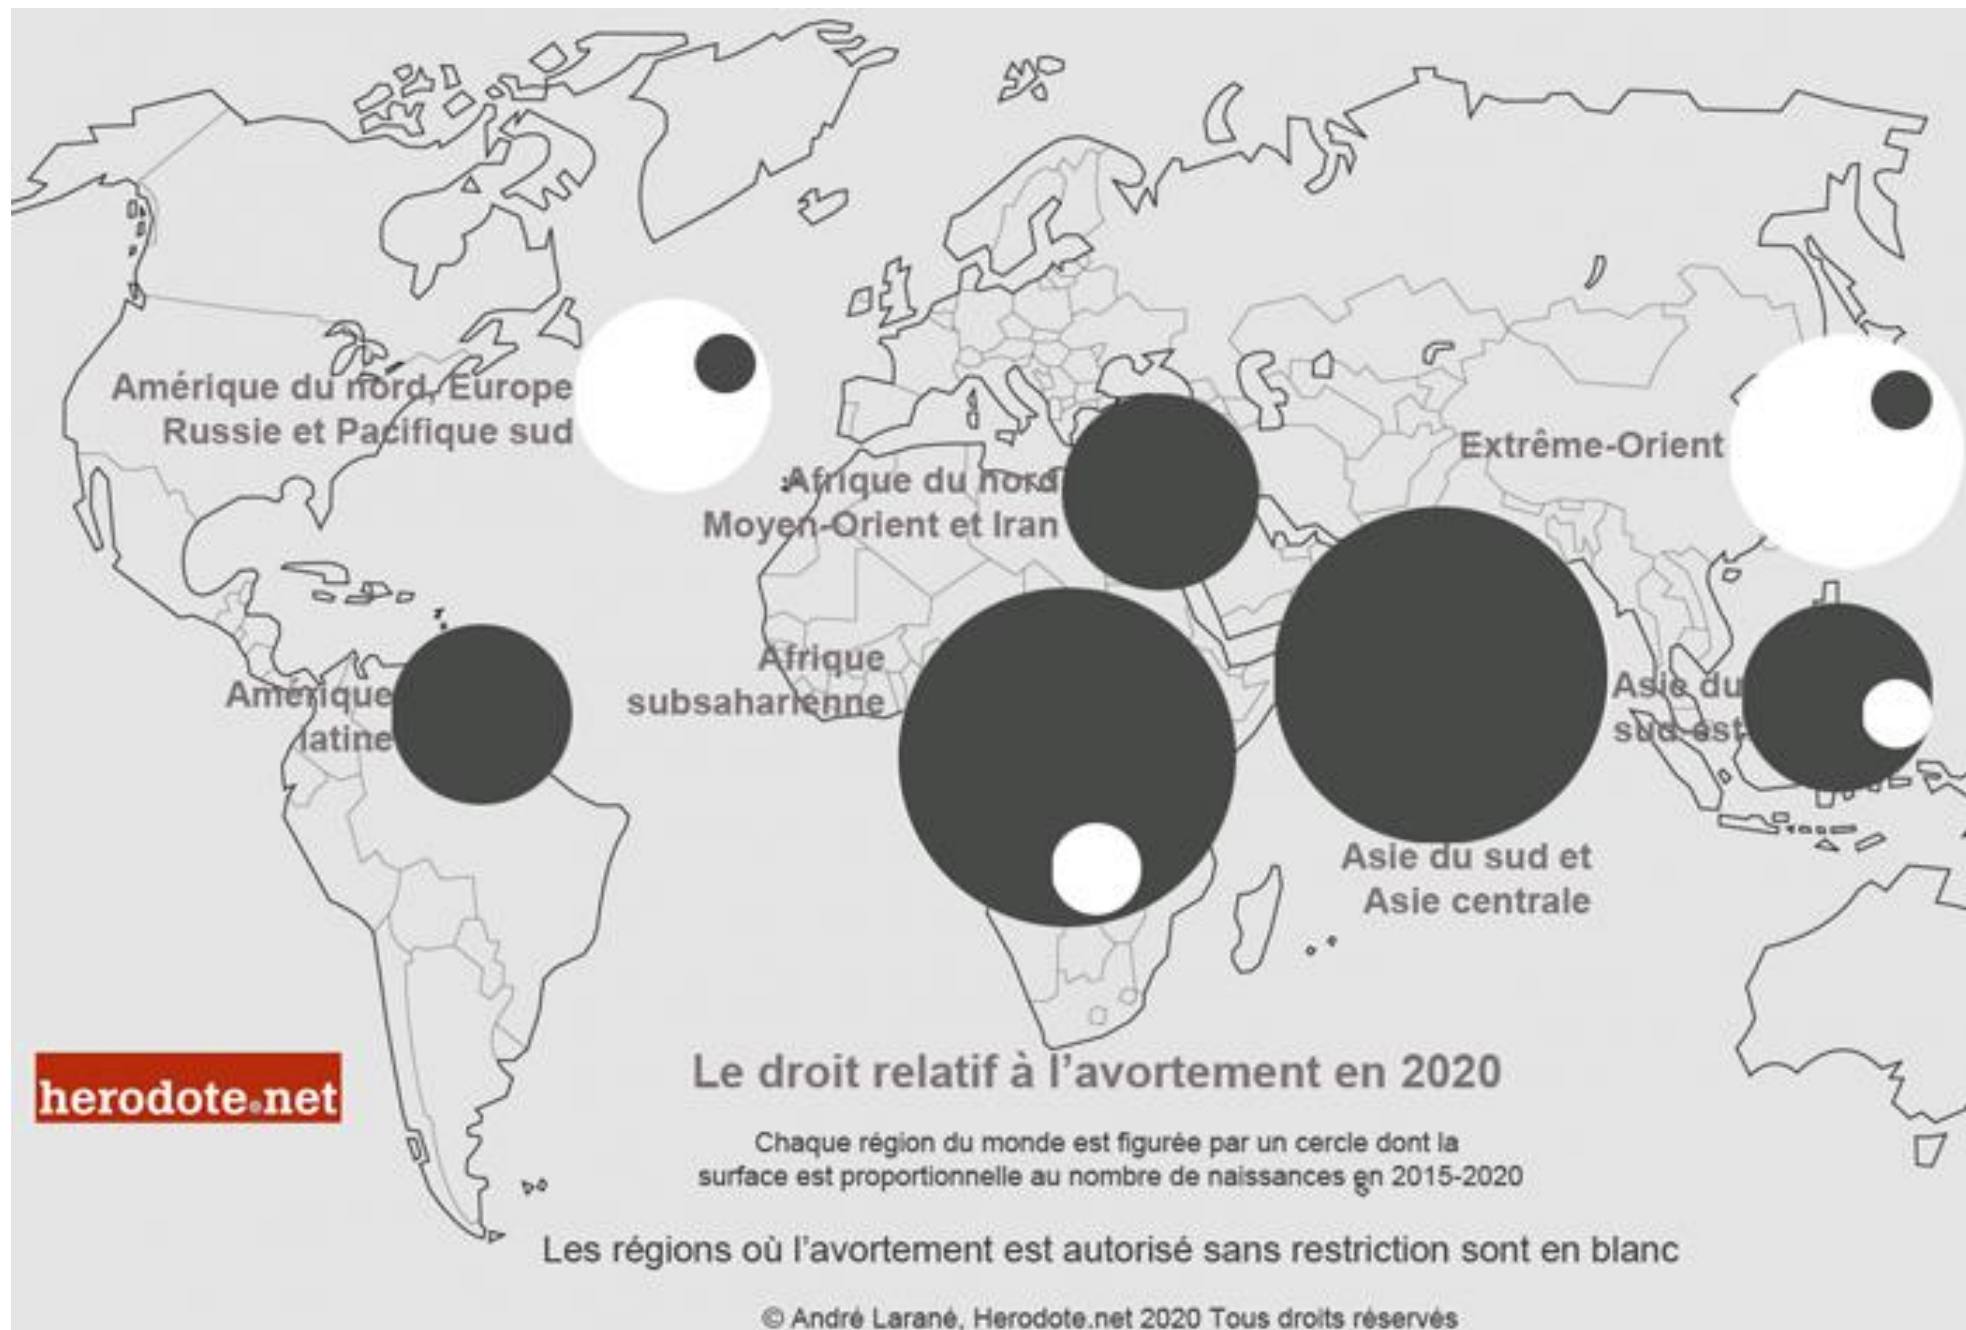 Amérique du nord, Europe
Russie et Pacifique sud
Extrême-Orient
Afrique du nord
Moyen-Orient et Iran
Afrique
subsaharienne
Amérique
latine
Asie du
sud-est
Asie du sud et
Asie centrale
herodote.net
Le droit relatif à l'avortement en 2020
Chaque région du monde est figurée par un cercle dont la
surface est proportionnelle au nombre de naissances en 2015-2020
Les régions où l'avortement est autorisé sans restriction sont en blanc
© André Larané, Herodote.net 2020 Tous droits réservés